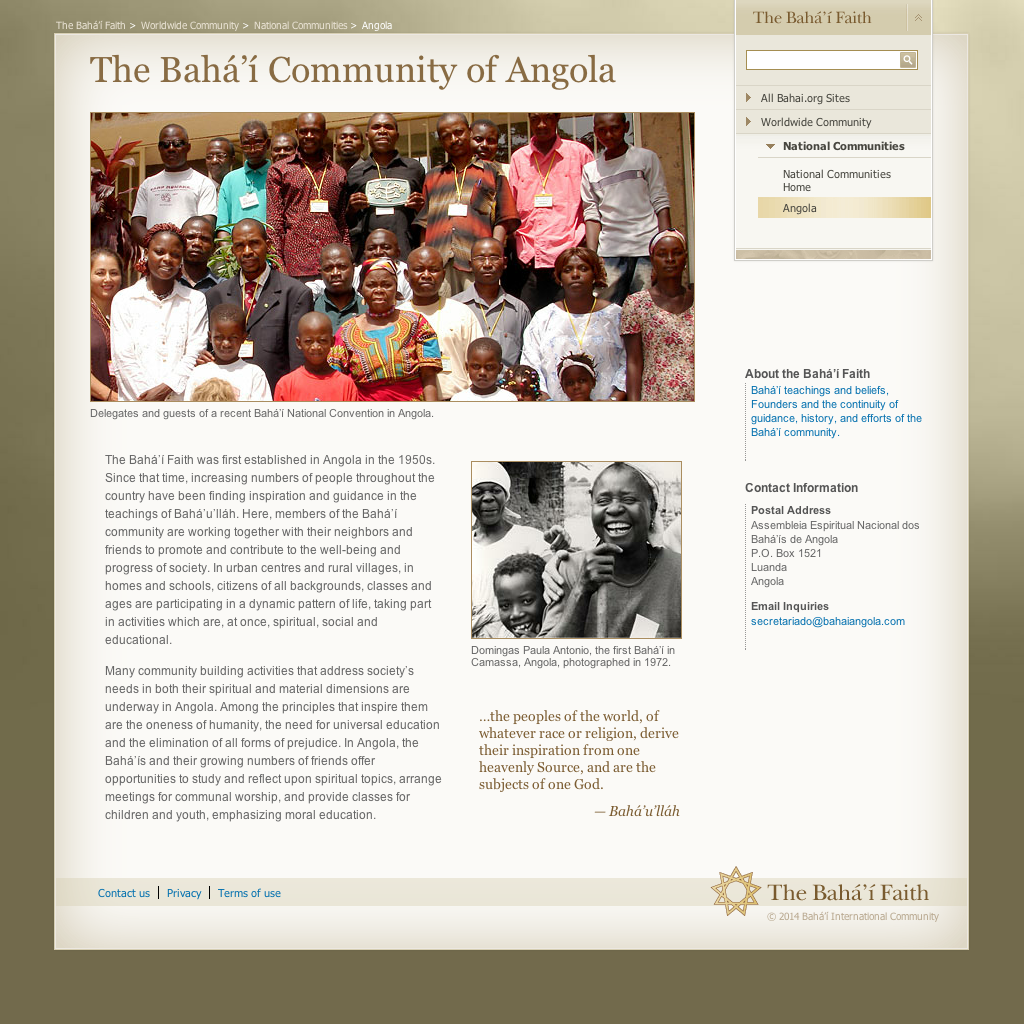 The Bahá’í Faith > Worldwide Community > National Communities > Angola
The Bahá’í Faith
The Bahá’í Community of Angola
All Bahai.org Sites
Worldwide Community
National Communities
National Communities
Home
Angola
Delegates and guests of a recent Bahá’í National Convention in Angola.
The Bahá’í Faith was first established in Angola in the 1950s.
Since that time, increasing numbers of people throughout the
country have been finding inspiration and guidance in the
teachings of Bahá’u’lláh. Here, members of the Bahá’í
community are working together with their neighbors and
friends to promote and contribute to the well-being and
progress of society. In urban centres and rural villages, in
homes and schools, citizens of all backgrounds, classes and
ages are participating in a dynamic pattern of life, taking part
in activities which are, at once, spiritual, social and
educational.
Many community building activities that address society’s
needs in both their spiritual and material dimensions are
underway in Angola. Among the principles that inspire them
are the oneness of humanity, the need for universal education
and the elimination of all forms of prejudice. In Angola, the
Bahá’ís and their growing numbers of friends offer
opportunities to study and reflect upon spiritual topics, arrange
meetings for communal worship, and provide classes for
children and youth, emphasizing moral education.
Domingas Paula Antonio, the first Bahá’í in
Camassa, Angola, photographed in 1972.
...the peoples of the world, of
whatever race or religion, derive
their inspiration from one
heavenly Source, and are the
subjects of one God.
— Bahá’u’lláh
About the Bahá’í Faith
Bahá’í teachings and beliefs,
Founders and the continuity of
guidance, history, and efforts of the
Bahá’í community.
Contact Information
Postal Address
Assembleia Espiritual Nacional dos
Bahá’ís de Angola
P.O. Box 1521
Luanda
Angola
Email Inquiries
secretariado@bahaiangola.com
Contact us | Privacy | Terms of use
The Bahá’í Faith
© 2014 Bahá’í International Community